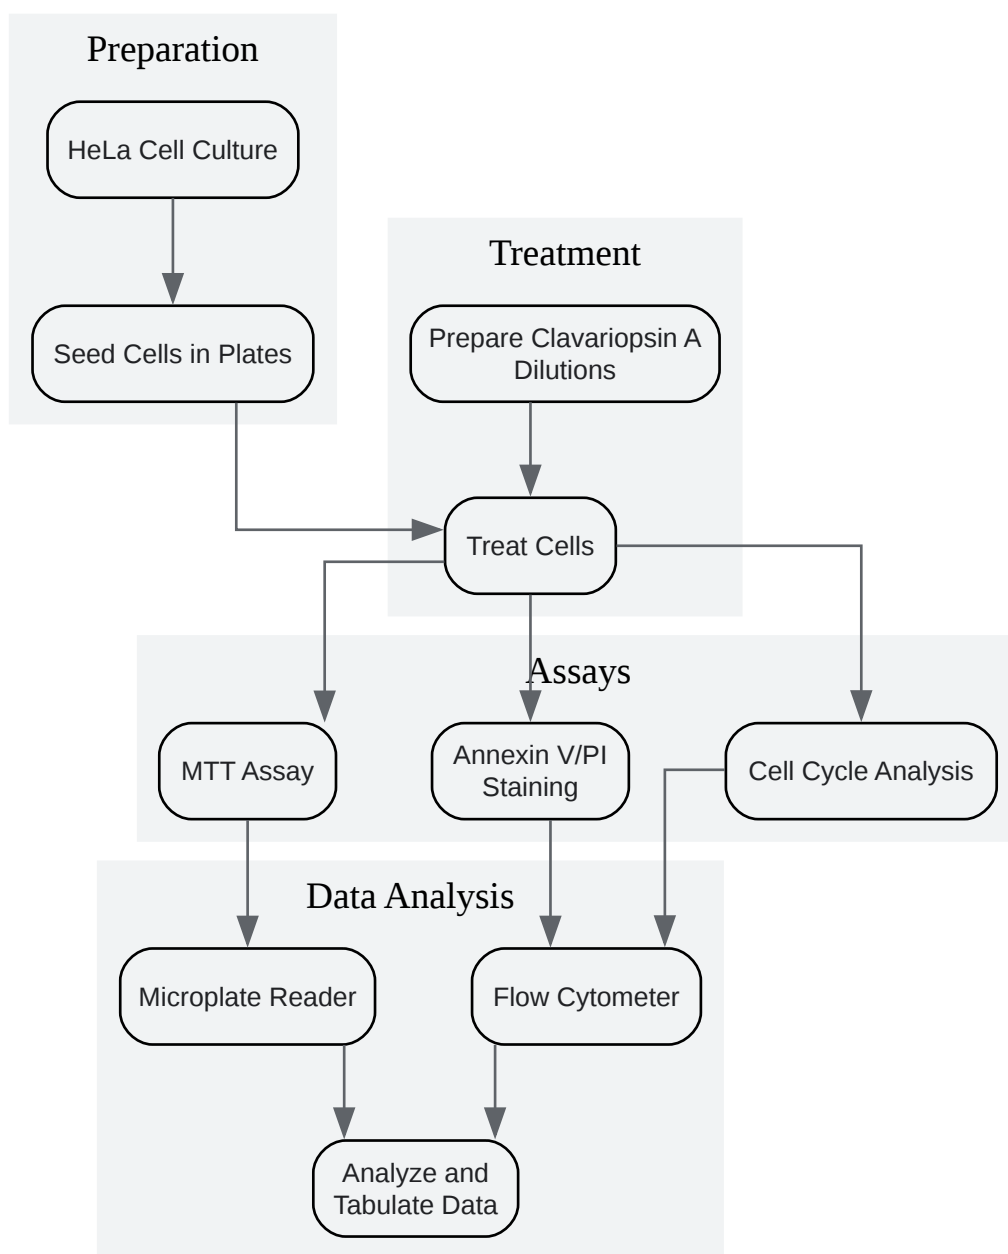 Preparation
HeLa Cell Culture
Seed Cells in Plates
Treatment
Prepare Clavariopsin A
Dilutions
Treat Cells
Assays
MTT Assay
Annexin V/PI
Staining
Cell Cycle Analysis
Data Analysis
Microplate Reader
Flow Cytometer
Analyze and
Tabulate Data